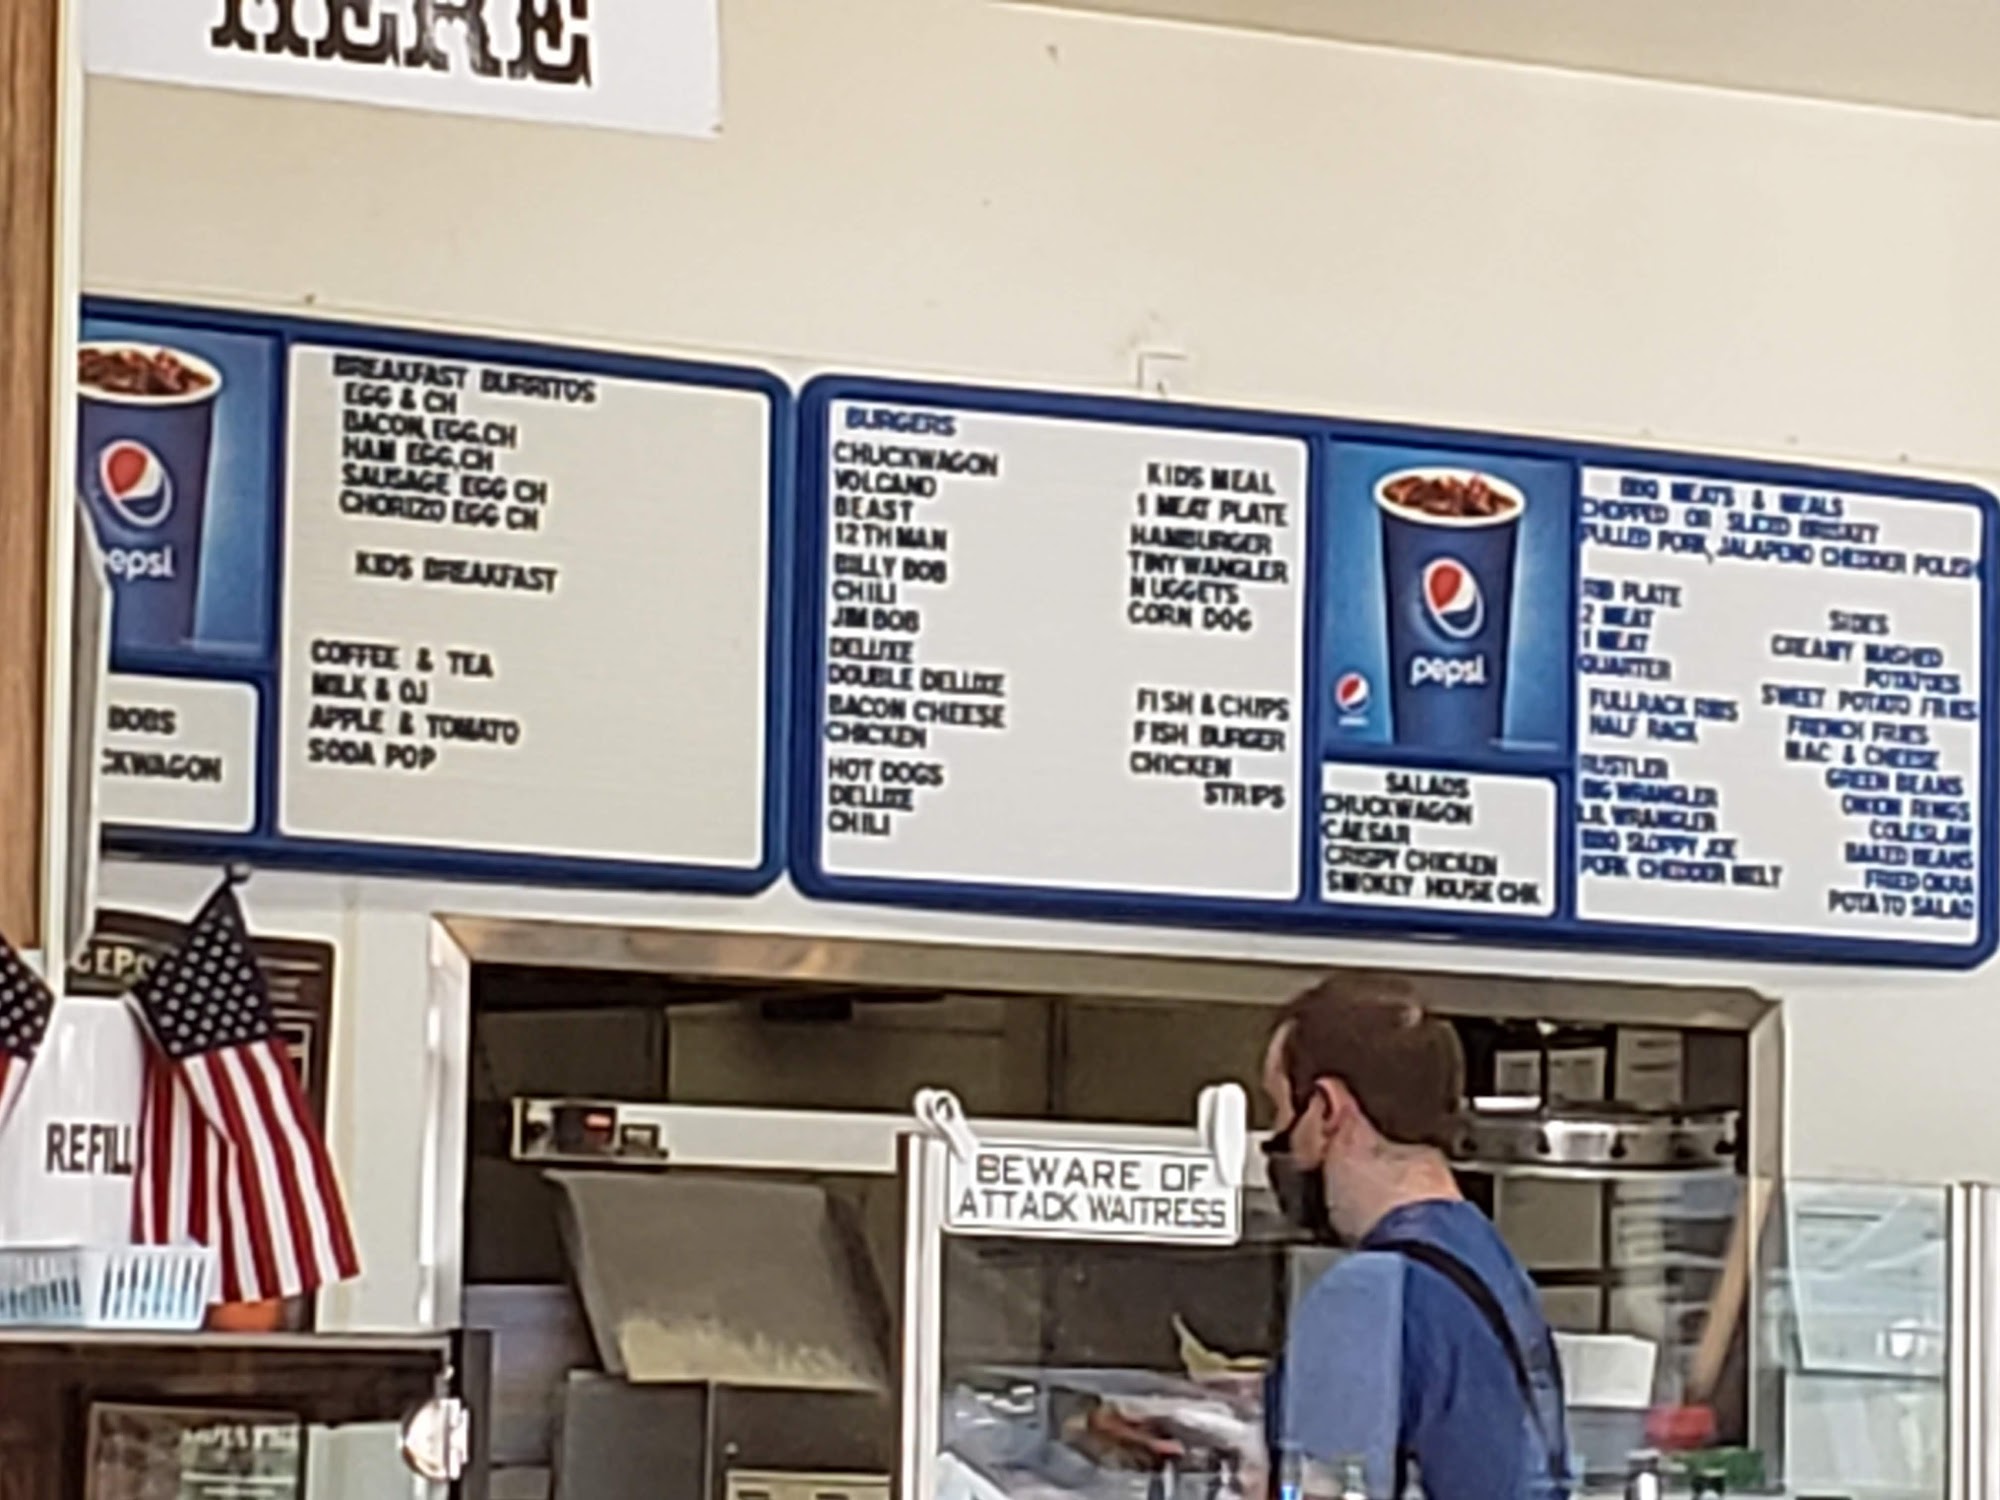 HERE
pepsi
BOBS
CKWAGON
BREAKFAST BURRITOS
EGG & CH
BACON, EGG,CH
HAM EGG,CH
SAUSAGE EGG CH
CHORIZO EGG CH
KIDS BREAKFAST
COFFEE & TEA
MILK & OJ
APPLE & TOMATO
SODA POP
BURGERS
CHUCKWAGON
VOLCANO
BEAST
12TH MAN
BILLY BOB
CHILI
JIM BOB
DELUXE
DOUBLE DELUXE
BACON CHEESE
CHICKEN
HOT DOGS
DELUXE
CHILI
KIDS MEAL
1 MEAT PLATE
HAMBURGER
TINY WANGLER
NUGGETS
CORN DOG
FISH & CHIPS
FISH BURGER
CHICKEN
STRIPS
pepsi
SALADS
CHUCKWAGON
CAESAR
CRISPY CHICKEN
SMOKEY HOUSE CHK
BBQ MEATS & MEALS
CHOPPED OR SLICED BRISKET
PULLED PORK, JALAPENO CHEDDER POLISH
RIB PLATE
2 MEAT
1 MEAT
QUARTER
FULL RACK RIBS
HALF RACK
RUSTLER
BIG WRANGLER
LIL WRANGLER
BBQ SLOPPY JOE
PORK CHEDDER MELT
SIDES
CREAMY MASHED
POTATOES
SWEET POTATO FRIES
FRENCH FRIES
MAC & CHEESE
GREEN BEANS
ONION RINGS
COLESLAW
BAKED BEANS
FRIED OKRA
POTATO SALAD
REFILL
BEWARE OF
ATTACK WAITRESS